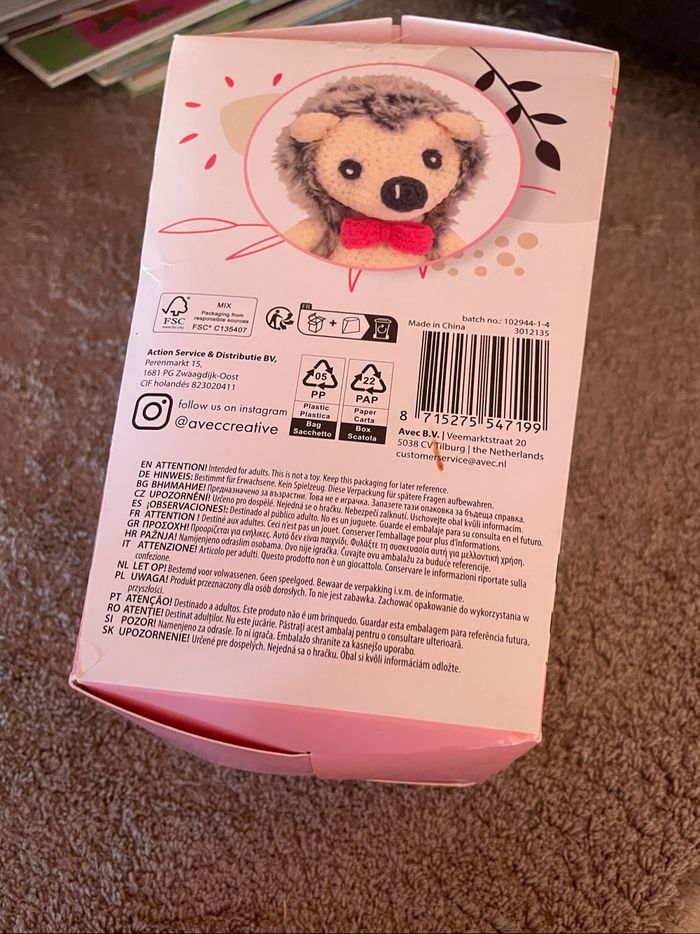 FSC
www.fsc.org
MIX
Packaging from
responsible sources
FSC® C135407
FR
+
batch no.: 102944-1-4
Made in China 3012135
Action Service & Distributie BV,
Perenmarkt 15,
1681 PG Zwaagdijk-Oost
CIF holandés 823020411
follow us on instagram
@aveccreative
05
PP
Plastic
Plastica
Bag
Sacchetto
22
PAP
Paper
Carta
Box
Scatola
8 715275 547199
Avec B.V. | Veemarktstraat 20
5038 CV Tilburg | the Netherlands
customerservice@avec.nl
EN ATTENTION! Intended for adults. This is not a toy. Keep this packaging for later reference.
DE HINWEIS: Bestimmt für Erwachsene. Kein Spielzeug. Diese Verpackung für spätere Fragen aufbewahren.
BG ВНИМАНИЕ! Предназначено за възрастни. Това не е играчка. Запазете тази опаковка за бъдеща справка.
CZ UPOZORNĚNÍ! Určeno pro dospělé. Nejedná se o hračku. Nebezpečí zalknutí. Uschovejte obal kvůli informacím.
ES ¡OBSERVACIONES!: Destinado al público adulto. No es un juguete. Guarde el embalaje para su consulta en el futuro.
FR ATTENTION ! Destiné aux adultes. Ceci n'est pas un jouet. Conserver l'emballage pour plus d'informations.
GR ΠΡΟΣΟΧΗ! Προορίζεται για ενήλικες. Αυτό δεν είναι παιχνίδι. Φυλάξτε τη συσκευασία αυτή για μελλοντική χρήση.
HR PAŽNJA! Namijenjeno odraslim osobama. Ovo nije igračka. Čuvajte ovu ambalažu za buduće referencije.
IT ATTENZIONE! Articolo per adulti. Questo prodotto non è un giocattolo. Conservare le informazioni riportate sulla
confezione.
NL LET OP! Bestemd voor volwassenen. Geen speelgoed. Bewaar de verpakking i.v.m. de informatie.
PL UWAGA! Produkt przeznaczony dla osób dorosłych. To nie jest zabawka. Zachować opakowanie do wykorzystania w
przyszłości.
PT ATENÇÃO! Destinado a adultos. Este produto não é um brinquedo. Guardar esta embalagem para referência futura.
RO ATENȚIE! Destinat adulților. Nu este jucărie. Păstrați acest ambalaj pentru o consultare ulterioară.
SI POZOR! Namenjeno za odrasle. To ni igrača. Embalažo shranite za kasnejšo uporabo.
SK UPOZORNENIE! Určené pre dospelých. Nejedná sa o hračku. Obal si kvôli informáciám odložte.